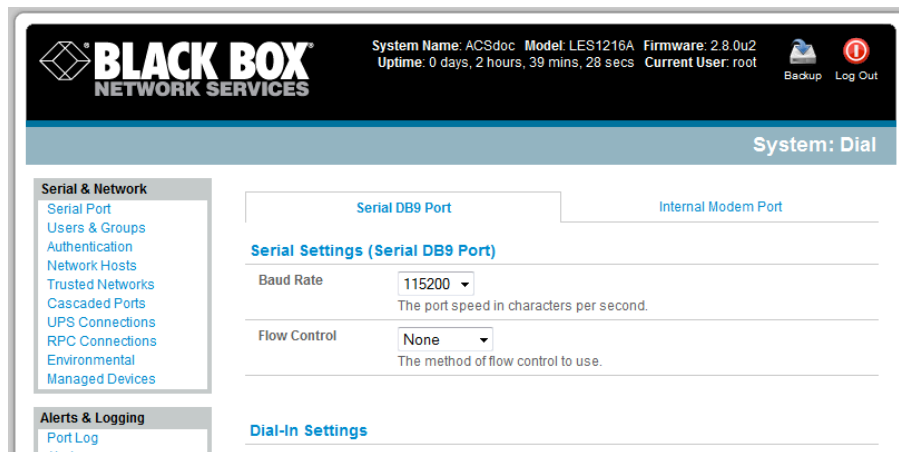 BLACK BOX®
NETWORK SERVICES
System Name: ACSdoc Model: LES1216A Firmware: 2.8.0u2
Uptime: 0 days, 2 hours, 39 mins, 28 secs Current User: root
Backup
Log Out
System: Dial
Serial & Network
Serial Port
Users & Groups
Authentication
Network Hosts
Trusted Networks
Cascaded Ports
UPS Connections
RPC Connections
Environmental
Managed Devices
Alerts & Logging
Port Log
Serial DB9 Port
Internal Modem Port
Serial Settings (Serial DB9 Port)
Baud Rate
115200
The port speed in characters per second.
Flow Control
None
The method of flow control to use.
Dial-In Settings